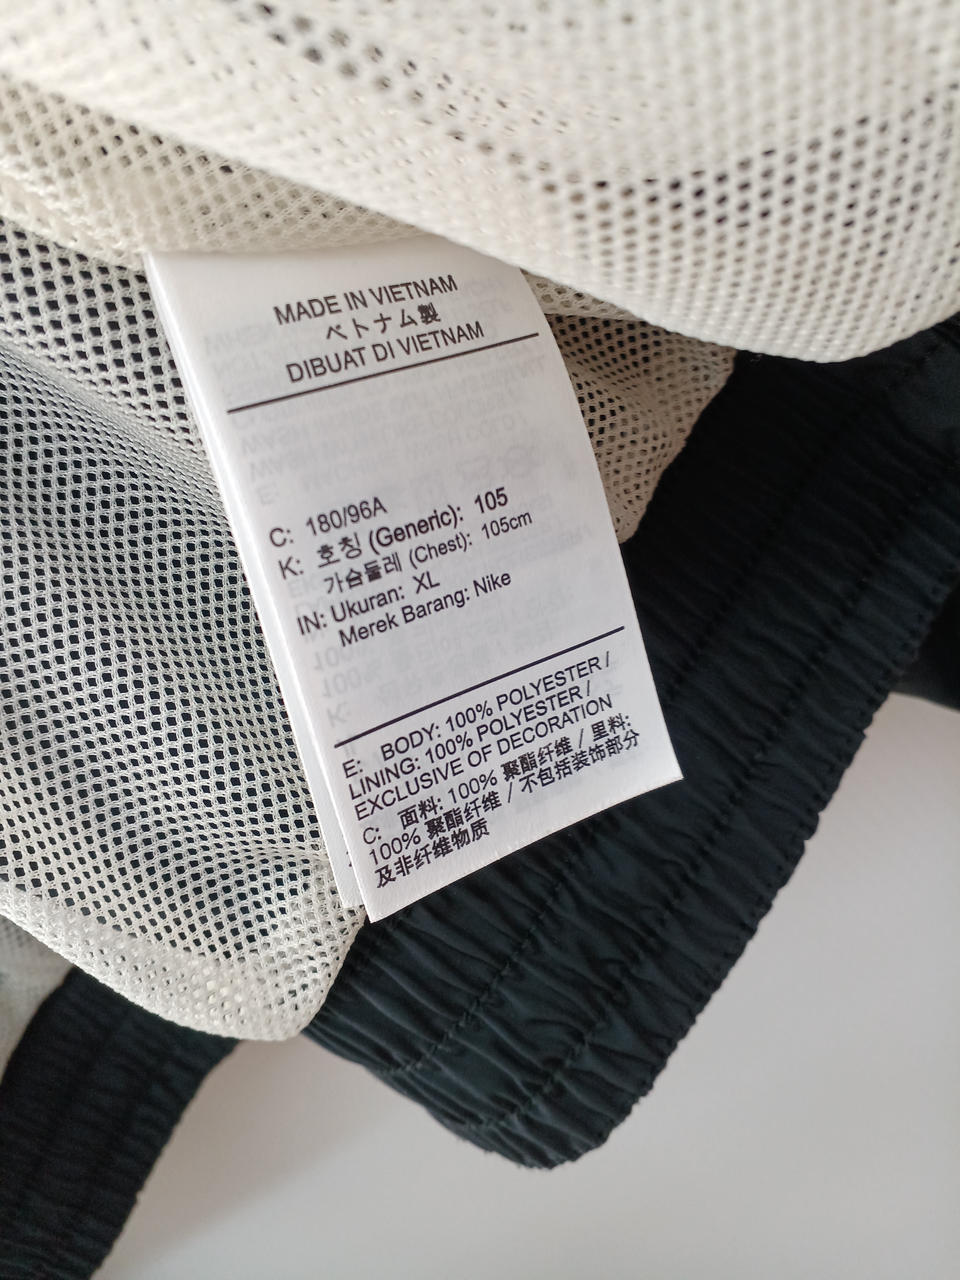 MADE IN VIETNAM
ベトナム製
DIBUAT DI VIETNAM
C: 180/96A
K: 호칭 (Generic): 105
가슴둘레 (Chest): 105cm
IN: Ukuran: XL
Merek Barang: Nike
E: BODY: 100% POLYESTER /
LINING: 100% POLYESTER /
EXCLUSIVE OF DECORATION
C: 面料: 100% 聚酯纤维 / 里料:
100% 聚酯纤维 / 不包括装饰部分
及非纤维物质